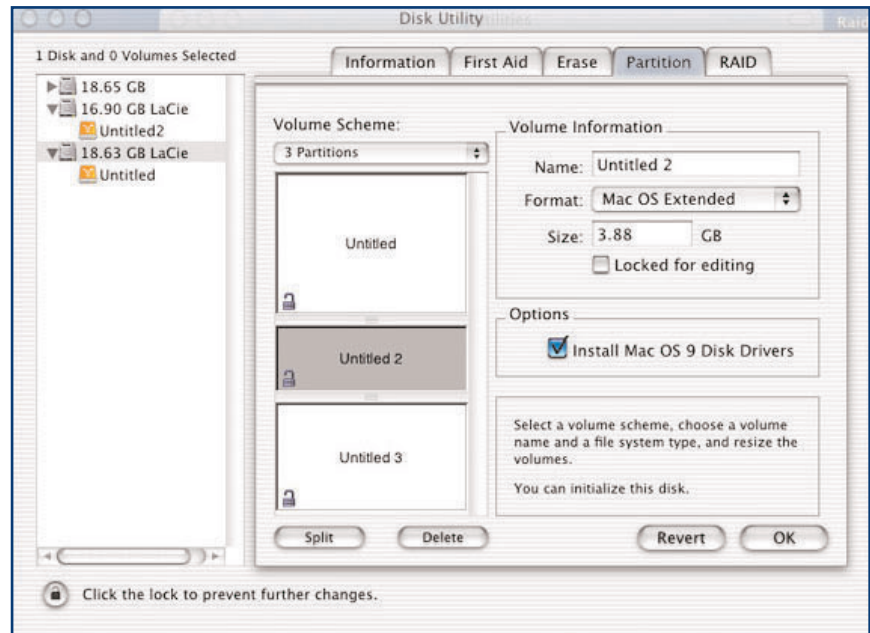 Disk Utility
Raid
1 Disk and 0 Volumes Selected
Information
First Aid
Erase
Partition
RAID
18.65 GB
16.90 GB LaCie
Untitled2
18.63 GB LaCie
Untitled
Volume Scheme:
3 Partitions
Untitled
Untitled 2
Untitled 3
Split
Delete
Volume Information
Name: Untitled 2
Format: Mac OS Extended
Size: 3.88 GB
Locked for editing
Options
Install Mac OS 9 Disk Drivers
Select a volume scheme, choose a volume
name and a file system type, and resize the
volumes.
You can initialize this disk.
Revert
OK
Click the lock to prevent further changes.